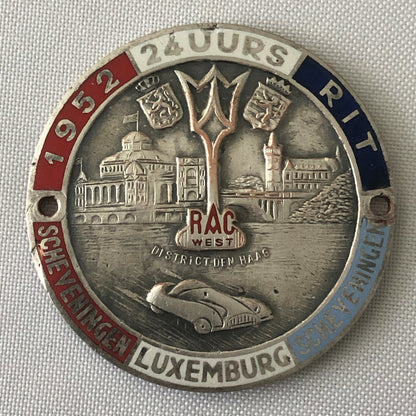 1952
24 UURS
RIT
RAC
WEST
DISTRICT DEN HAAG
SCHEVENINGEN
LUXEMBURG
SCHEVENINGEN